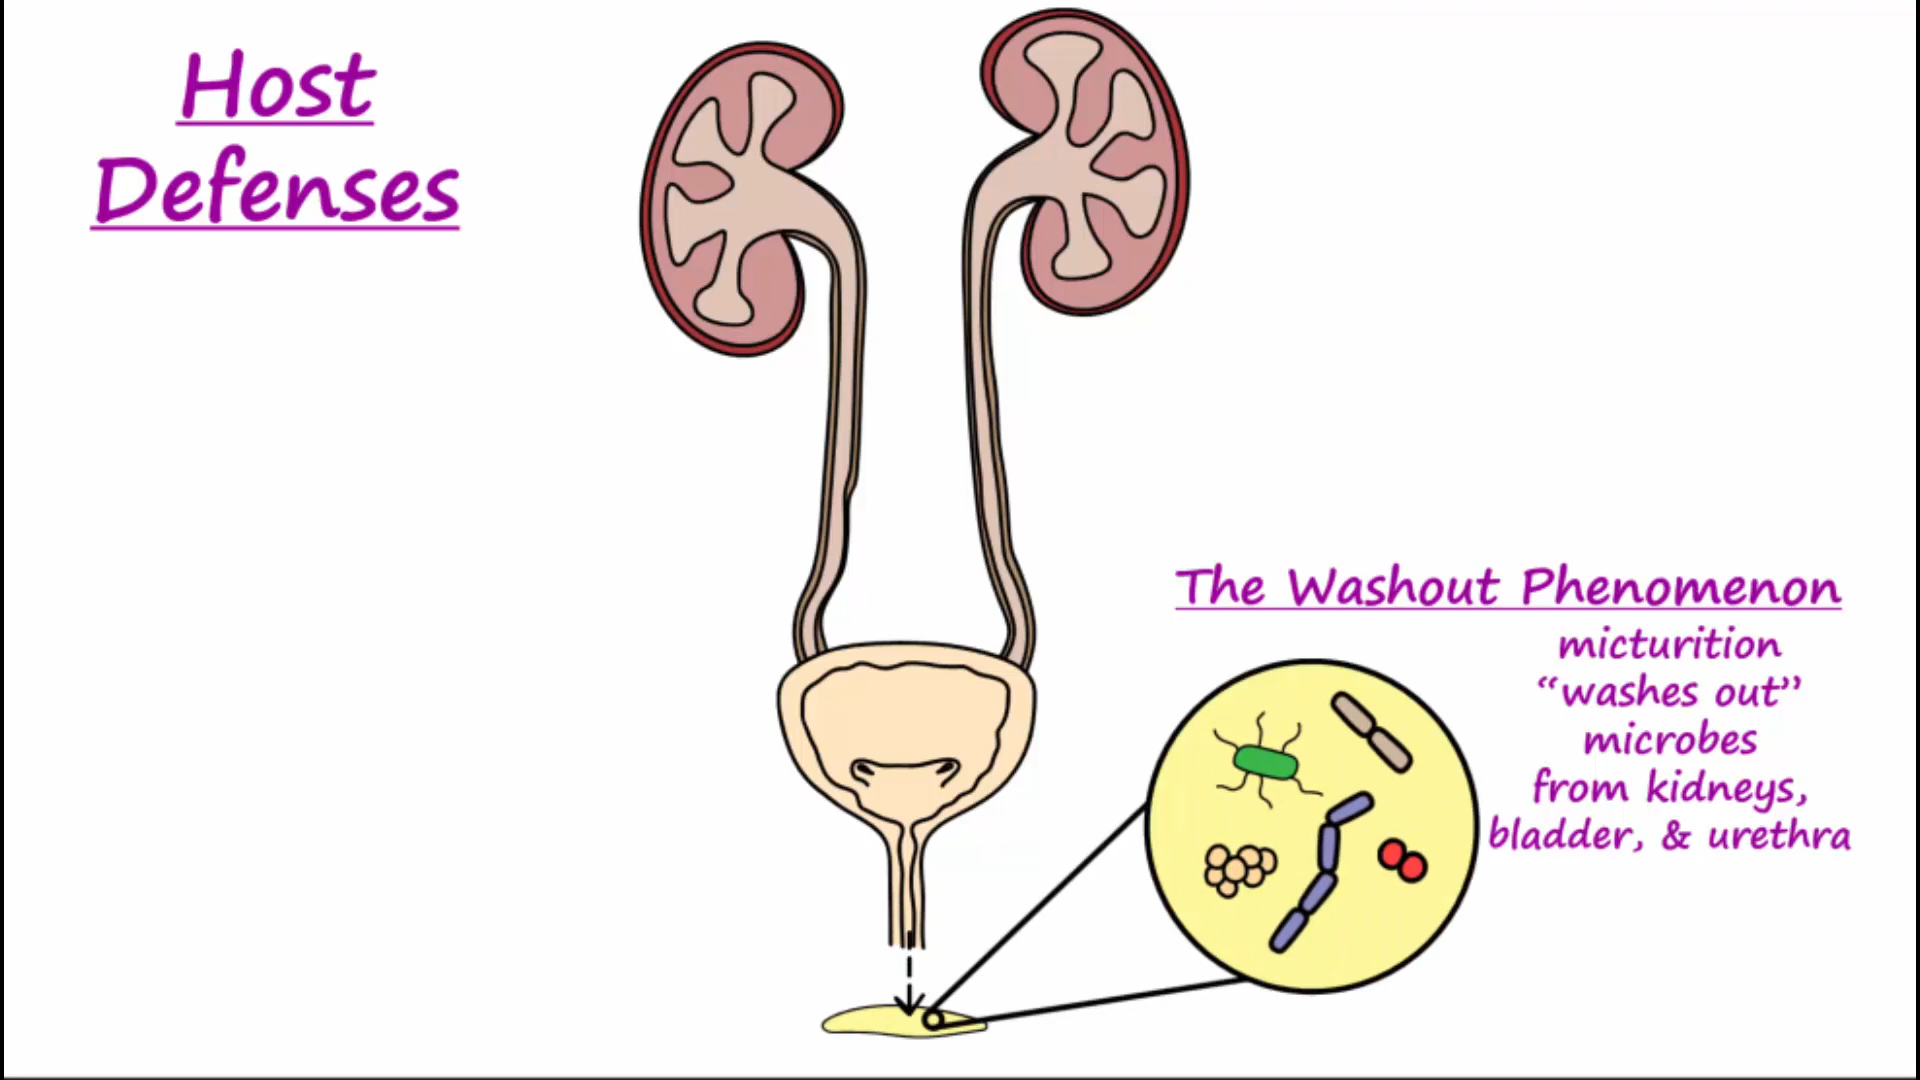 Host
Defenses
The Washout Phenomenon
micturition
“washes out”
microbes
from kidneys,
bladder, & urethra